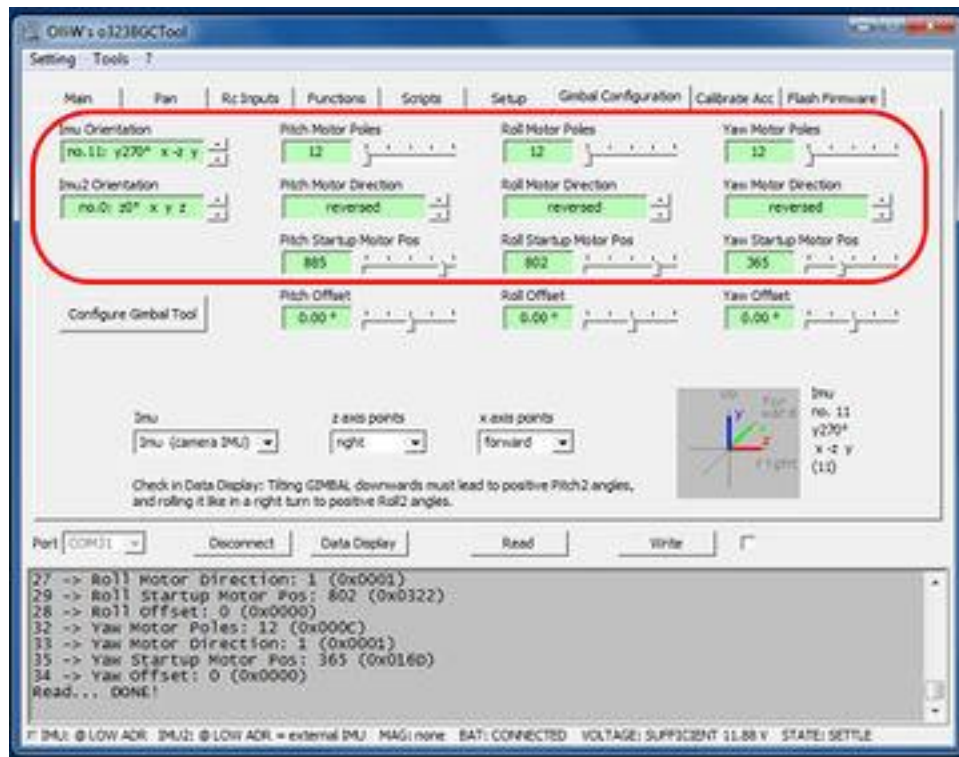 OlliW's o323BGCTool
Setting Tools ?
Main Pan Rc Inputs Functions Scripts Setup Gimbal Configuration Calibrate Acc Flash Firmware
Imu Orientation Pitch Motor Poles Roll Motor Poles Yaw Motor Poles
no.11: y270° x -z y 12 12 12
Imu2 Orientation Pitch Motor Direction Roll Motor Direction Yaw Motor Direction
no.0: z0° x y z reversed reversed reversed
Pitch Startup Motor Pos Roll Startup Motor Pos Yaw Startup Motor Pos
885 802 365
Pitch Offset Roll Offset Yaw Offset
Configure Gimbal Tool 0.00 ° 0.00 ° 0.00 °
Imu z axis points x axis points
Imu (camera IMU) right forward
up for ward right
y x z
Imu
no. 11
y270°
x -z y
(11)
Check in Data Display: Tilting GIMBAL downwards must lead to positive Pitch2 angles,
and rolling it like in a right turn to positive Roll2 angles.
Port COM31 Disconnect Data Display Read Write
27 -> Roll Motor Direction: 1 (0x0001)
29 -> Roll Startup Motor Pos: 802 (0x0322)
28 -> Roll Offset: 0 (0x0000)
32 -> Yaw Motor Poles: 12 (0x000C)
33 -> Yaw Motor Direction: 1 (0x0001)
35 -> Yaw Startup Motor Pos: 365 (0x016D)
34 -> Yaw Offset: 0 (0x0000)
Read... DONE!
IMU: @ LOW ADR IMU2: @ LOW ADR = external IMU MAG: none BAT: CONNECTED VOLTAGE: SUFFICIENT 11.88 V STATE: SETTLE